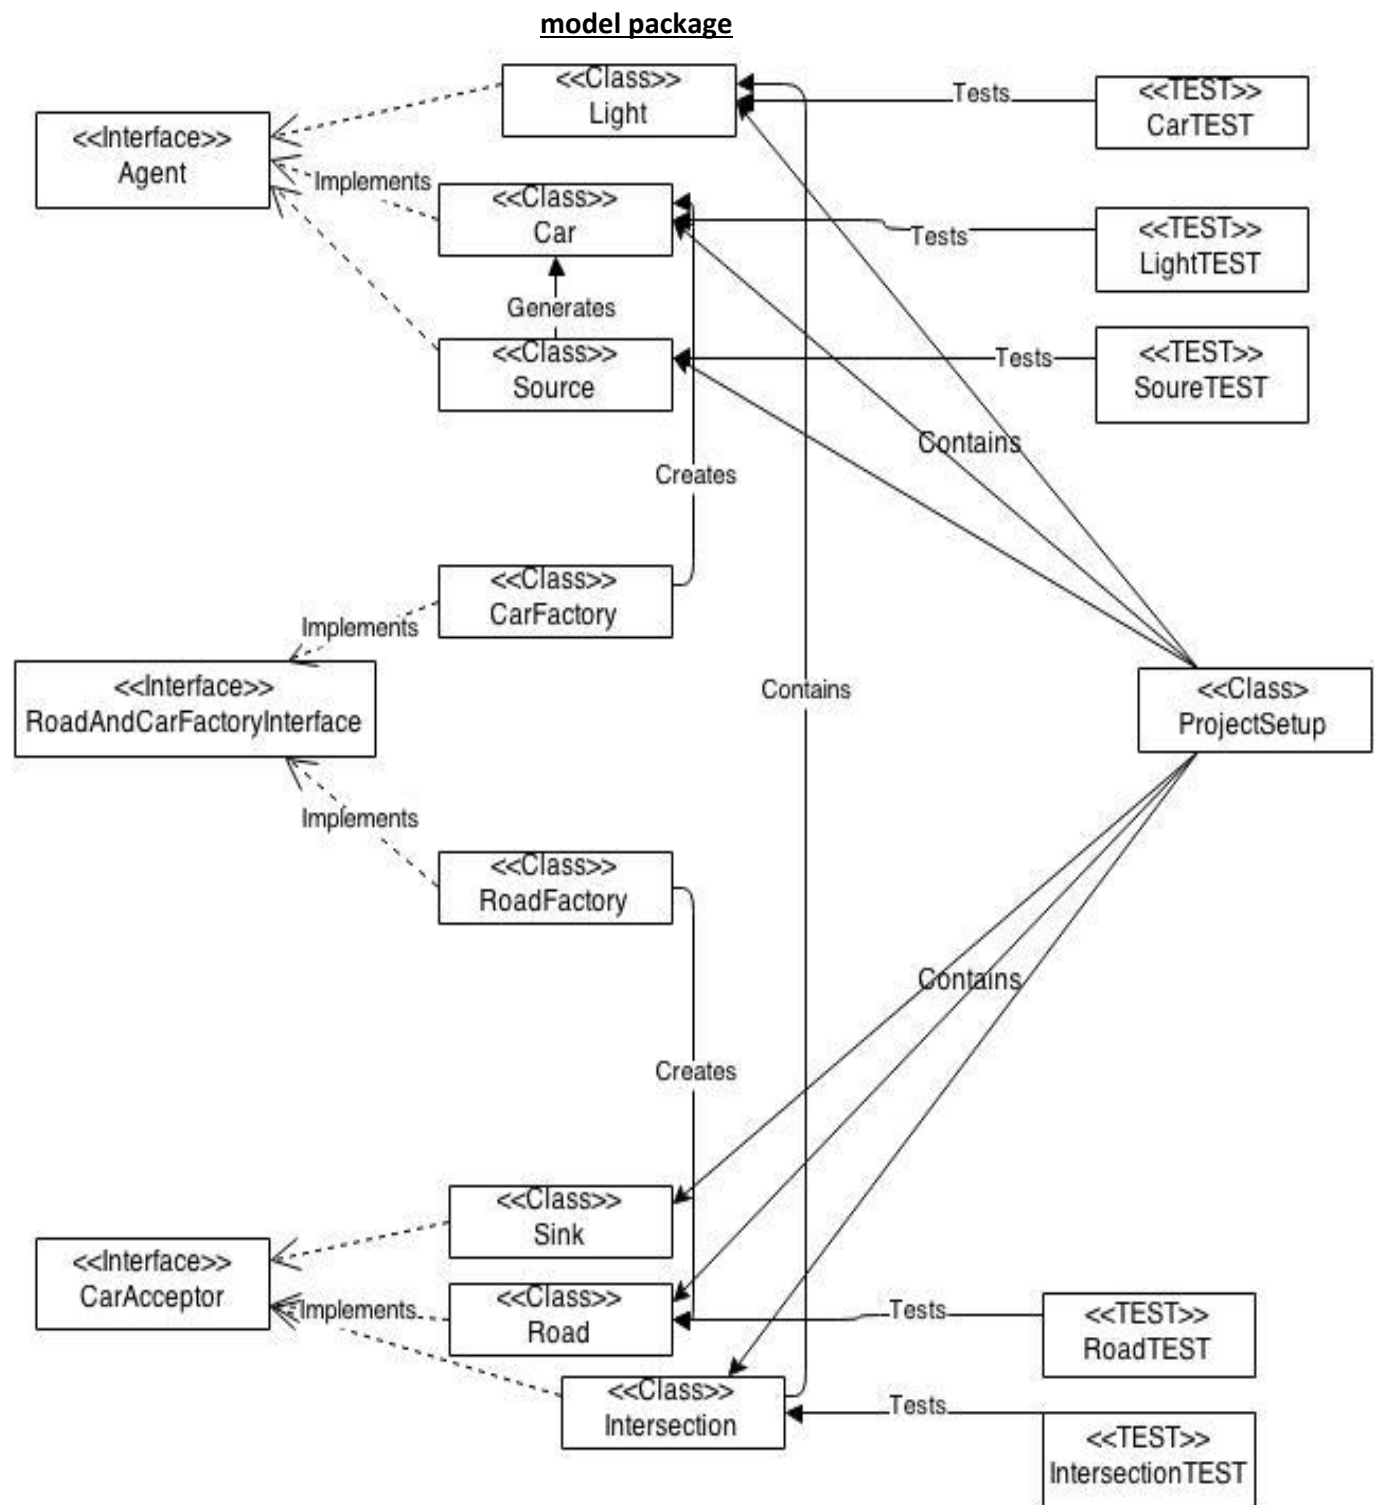 model package
<<Class>>
Light
Tests
<<TEST>>
CarTEST
<<Interface>>
Agent
Implements
<<Class>>
Car
Tests
<<TEST>>
LightTEST
Generates
<<Class>>
Source
Tests
<<TEST>>
SoureTEST
Contains
Creates
<<Class>>
CarFactory
Implements
<<Interface>>
RoadAndCarFactoryInterface
Contains
<<Class>
ProjectSetup
Implements
<<Class>>
RoadFactory
Contains
Creates
<<Class>>
Sink
<<Interface>>
CarAcceptor
Implements
<<Class>>
Road
Tests
<<TEST>>
RoadTEST
<<Class>>
Intersection
Tests
<<TEST>>
IntersectionTEST